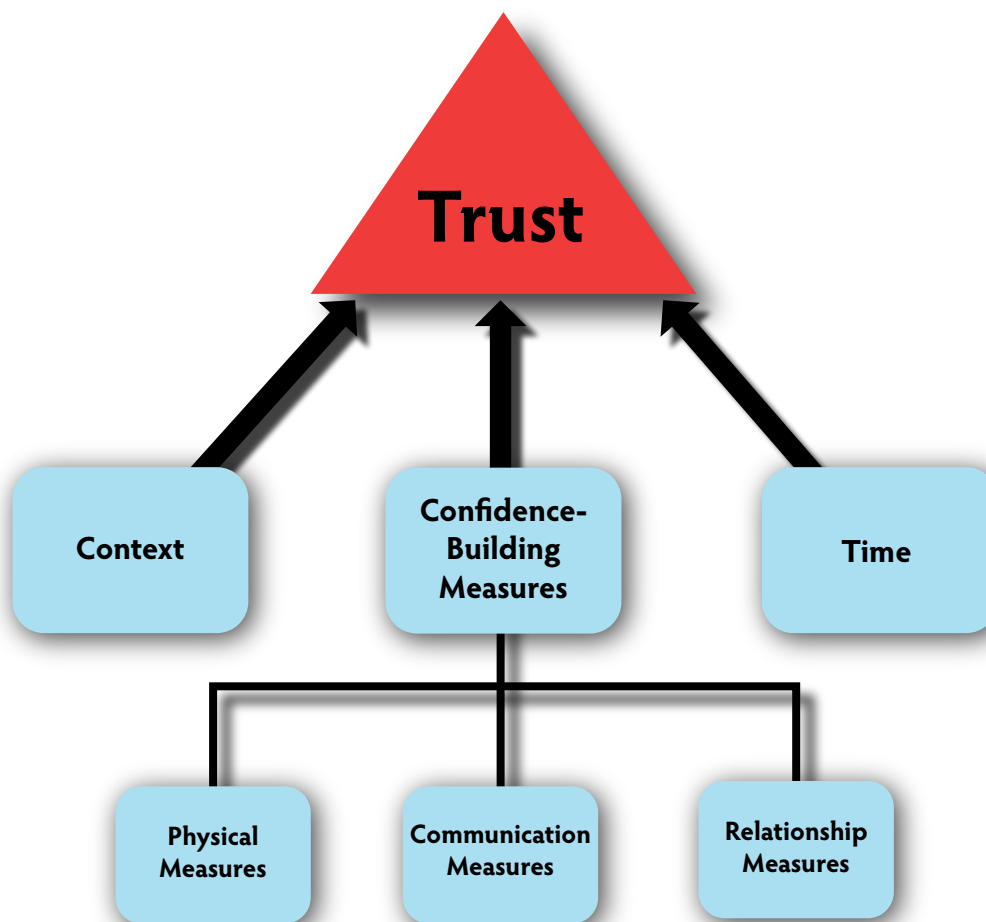 Trust
Context
Confidence-
Building
Measures
Time
Physical
Measures
Communication
Measures
Relationship
Measures